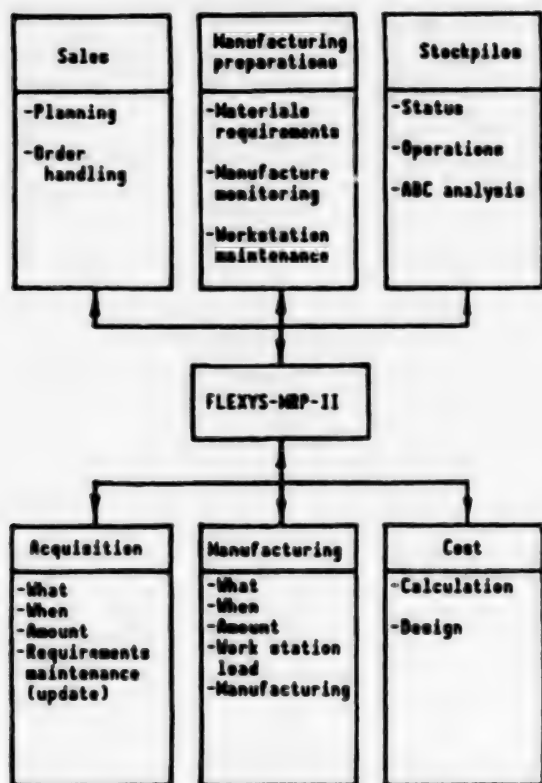 Sales
-Planning
-Order
handling
Manufacturing
preparations
-Materials
requirements
-Manufacture
monitoring
-Workstation
maintenance
Stockpiles
-Status
-Operations
-ABC analysis
FLEXYS-MRP-II
Acquisition
-What
-When
-Amount
-Requirements
maintenance
(update)
Manufacturing
-What
-When
-Amount
-Work station
load
-Manufacturing
Cost
-Calculation
-Design